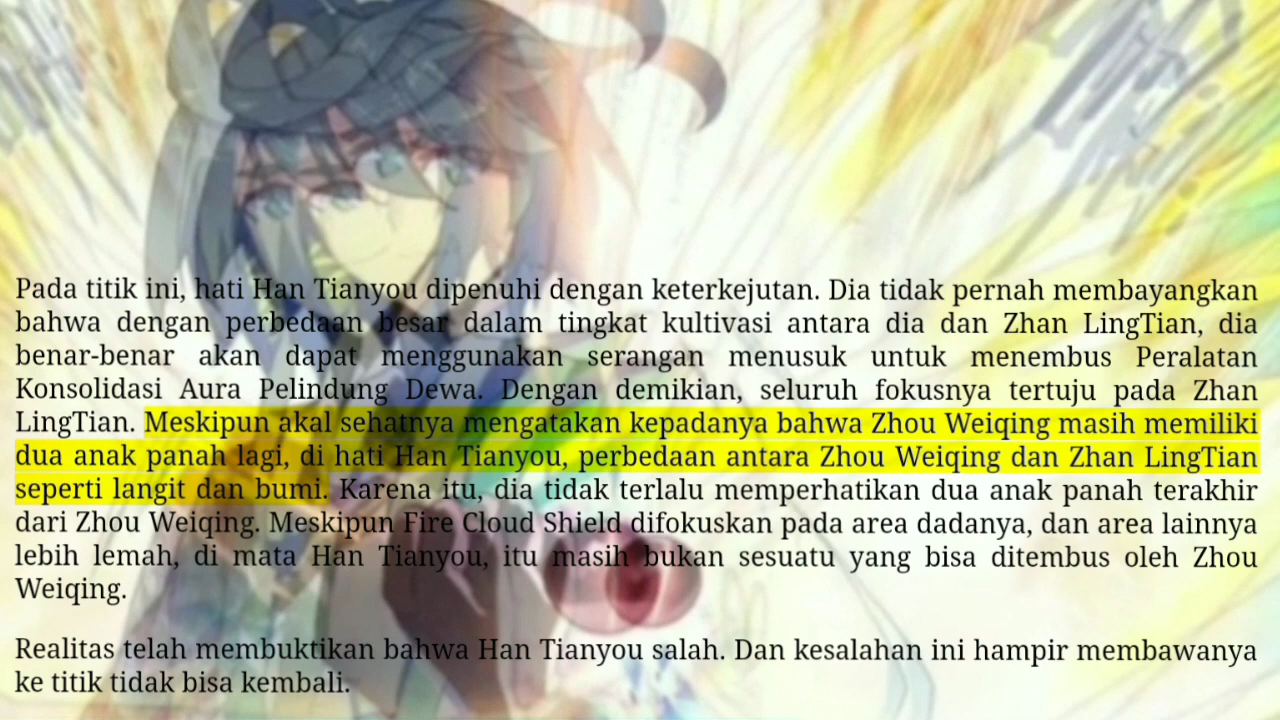 Pada titik ini, hati Han Tianyou dipenuhi dengan keterkejutan. Dia tidak pernah membayangkan
bahwa dengan perbedaan besar dalam tingkat kultivasi antara dia dan Zhan LingTian, dia
benar-benar akan dapat menggunakan serangan menusuk untuk menembus Peralatan
Konsolidasi Aura Pelindung Dewa. Dengan demikian, seluruh fokusnya tertuju pada Zhan
LingTian. Meskipun akal sehatnya mengatakan kepadanya bahwa Zhou Weiqing masih memiliki
dua anak panah lagi, di hati Han Tianyou, perbedaan antara Zhou Weiqing dan Zhan LingTian
seperti langit dan bumi. Karena itu, dia tidak terlalu memperhatikan dua anak panah terakhir
dari Zhou Weiqing. Meskipun Fire Cloud Shield difokuskan pada area dadanya, dan area lainnya
lebih lemah, di mata Han Tianyou, itu masih bukan sesuatu yang bisa ditembus oleh Zhou
Weiqing.
Realitas telah membuktikan bahwa Han Tianyou salah. Dan kesalahan ini hampir membawanya
ke titik tidak bisa kembali.